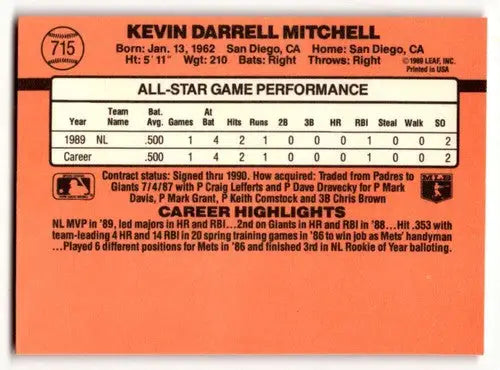 715
KEVIN DARRELL MITCHELL
Born: Jan. 13, 1962 San Diego, CA Home: San Diego, CA
Ht: 5' 11" Wgt: 210 Bats: Right Throws: Right
©1989 LEAF, INC.
Printed in USA
ALL-STAR GAME PERFORMANCE
Year Team Name Bat. Avg. Games At Bat Hits Runs 2B 3B HR RBI Steal Walk SO
1989 NL .500 1 4 2 1 0 0 0 1 0 0 2
Career .500 1 4 2 1 0 0 0 1 0 0 2
Contract status: Signed thru 1990. How acquired: Traded from Padres to
Giants 7/4/87 with P Craig Lefferts and P Dave Dravecky for P Mark
Davis, P Mark Grant, P Keith Comstock and 3B Chris Brown
MLB
CAREER HIGHLIGHTS
NL MVP in '89, led majors in HR and RBI...2nd on Giants in HR and RBI in '88...Hit .353 with
team-leading 4 HR and 14 RBI in 20 spring training games in '86 to win job as Mets' handyman
...Played 6 different positions for Mets in '86 and finished 3rd in NL Rookie of Year balloting.